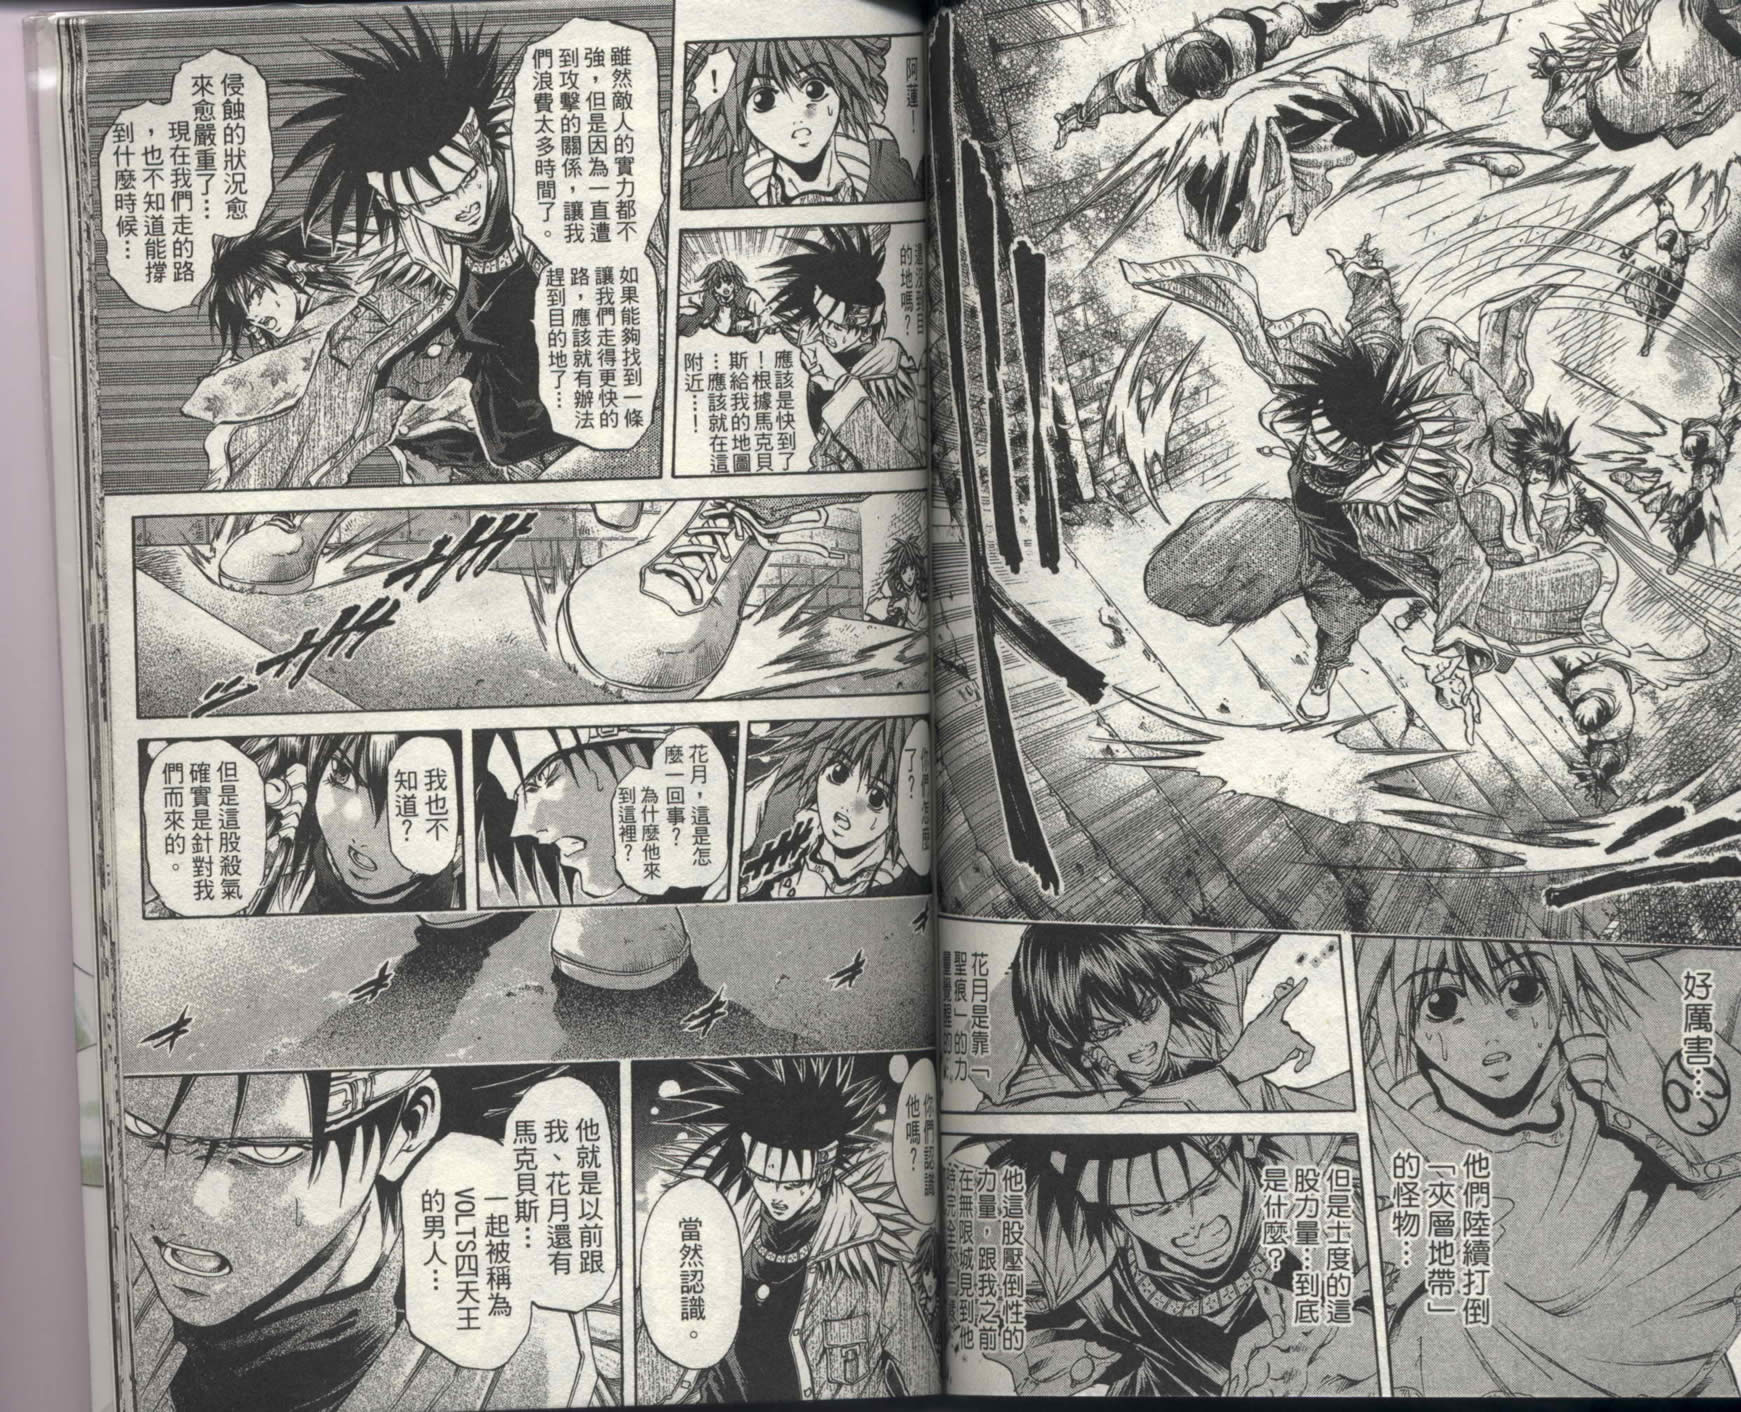 好厲害…
他們陸續打倒
「夾層地帶」
的怪物…
花月是靠「
聖痕」的力
但是士度的這
股力量…到底
是什麼?
他這股壓倒性的
力量,跟我之前
在無限城見到他
阿蓮!
!
還沒到目
的地嗎?
應該是快到了
!根據馬克貝
斯給我的地圖
…應該就在這
附近…!
雖然敵人的實力都不
強,但是因為一直遭
到攻擊的關係,讓我
們浪費太多時間了。
如果能夠找到一條
讓我們走得更快的
路,應該就有辦法
趕到目的地了…
侵蝕的狀況愈
來愈嚴重了…
現在我們走的路
,也不知道能撐
到什麼時候…
你們怎麼
了?
花月,這是怎
麼一回事?
為什麼他來
到這裡?
我也不
知道?
但是這股殺氣
確實是針對我
們而來的。
你們認識
他嗎?
當然認識。
他就是以前跟
我、花月還有
馬克貝斯…
一起被稱為
VOLTS四天王
的男人…